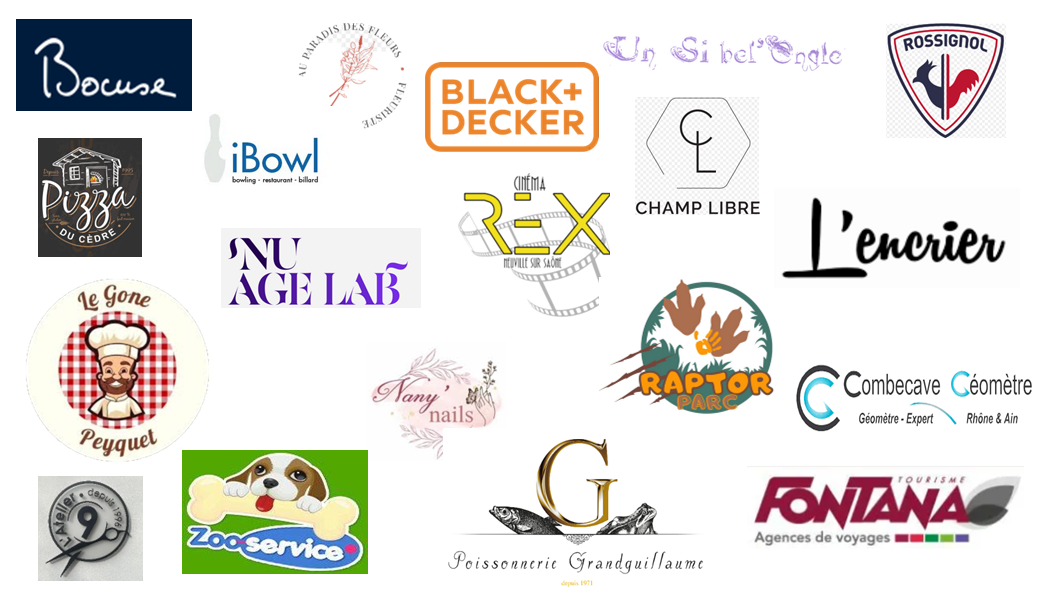 Bocuse
AU PARADIS DES FLEURS • FLEURISTE
BLACK+
DECKER
Un Si bel'Ongle
ROSSIGNOL
iBowl
bowling - restaurant - billard
CL
CHAMP LIBRE
Depuis
Pizza
DU CÈDRE
CINÉMA
REX
NEUVILLE SUR SAÔNE
L'encrier
'NU
AGE LAB
Le Gone
Peyquet
Nany'
nails
RAPTOR
PARC
Combecave Géomètre
Géomètre - Expert Rhône & Ain
L'Atelier • depuis 1996
9
Zoo service
G
Poissonnerie Grandguillaume
depuis 1971
TOURISME
FONTANA
Agences de voyages